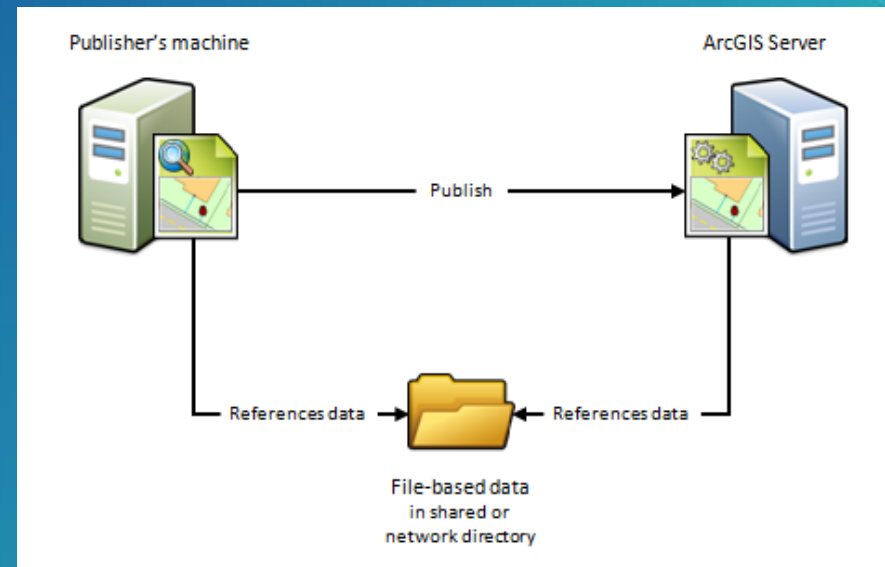 Publisher's machine
ArcGIS Server
Publish
References data
References data
File-based data
in shared or
network directory